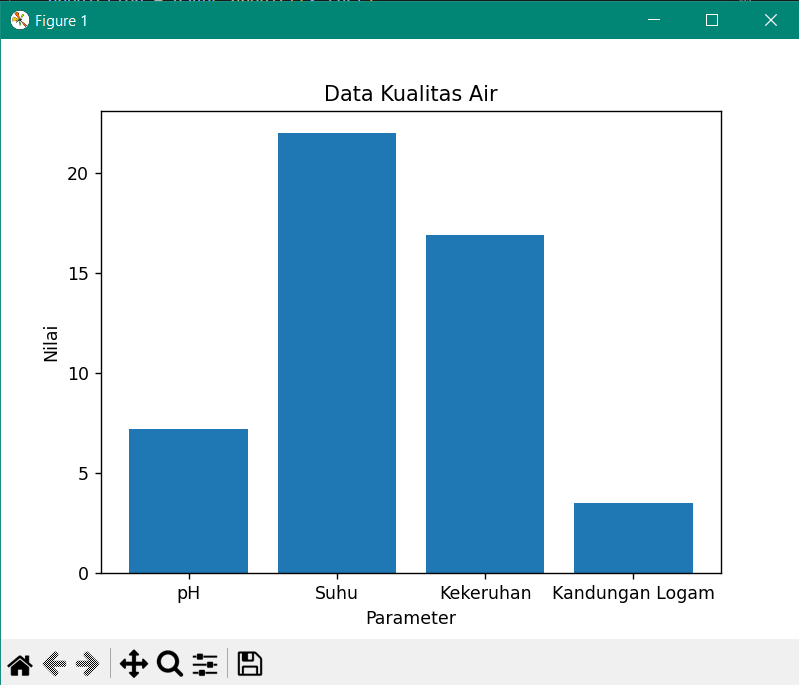 Figure 1
Data Kualitas Air
20
15
10
5
0
Nilai
pH Suhu Kekeruhan Kandungan Logam
Parameter